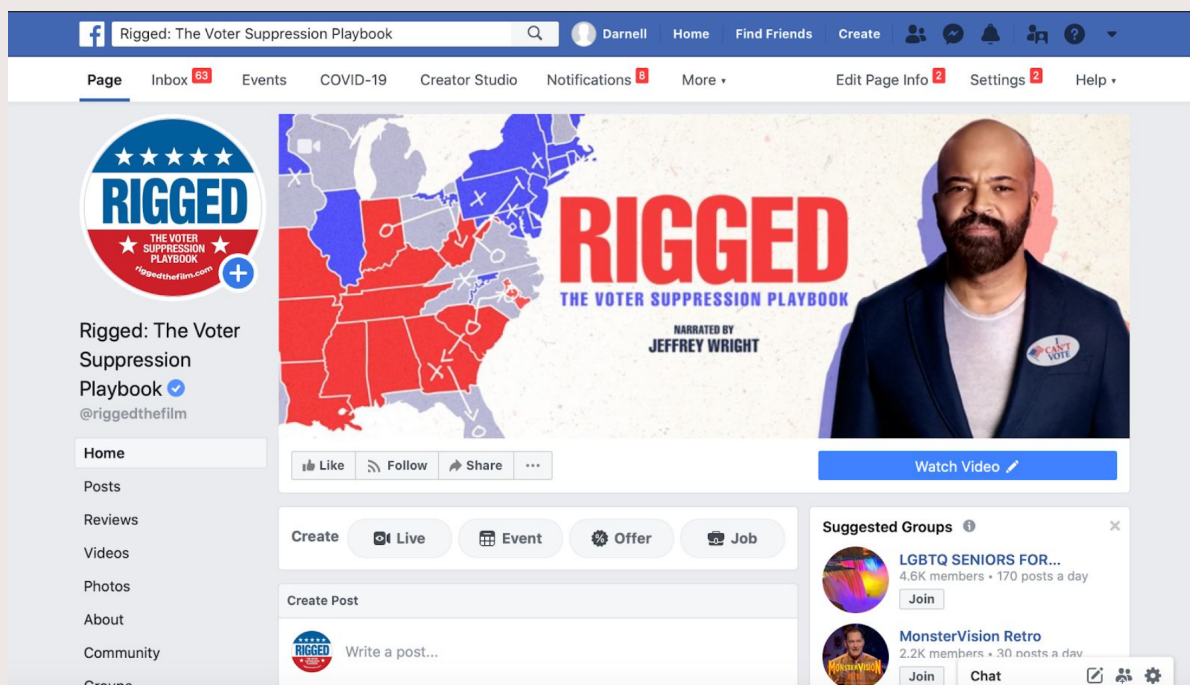 Rigged: The Voter Suppression Playbook
Darnell Home Find Friends Create
Page Inbox 63 Events COVID-19 Creator Studio Notifications 8 More Edit Page Info 2 Settings 2 Help
RIGGED
THE VOTER
SUPPRESSION
PLAYBOOK
riggedthefilm.com
RIGGED
THE VOTER SUPPRESSION PLAYBOOK
NARRATED BY
JEFFREY WRIGHT
I
CAN'T
VOTE
Rigged: The Voter
Suppression
Playbook
@riggedthefilm
Home
Posts
Reviews
Videos
Photos
About
Community
Groups
Like Follow Share ...
Watch Video
Create Live Event Offer Job
Create Post
RIGGED
Write a post...
Suggested Groups
LGBTQ SENIORS FOR...
4.6K members • 170 posts a day
Join
MONSTERVISION
MonsterVision Retro
2.2K members • 30 posts a day
Join
Chat